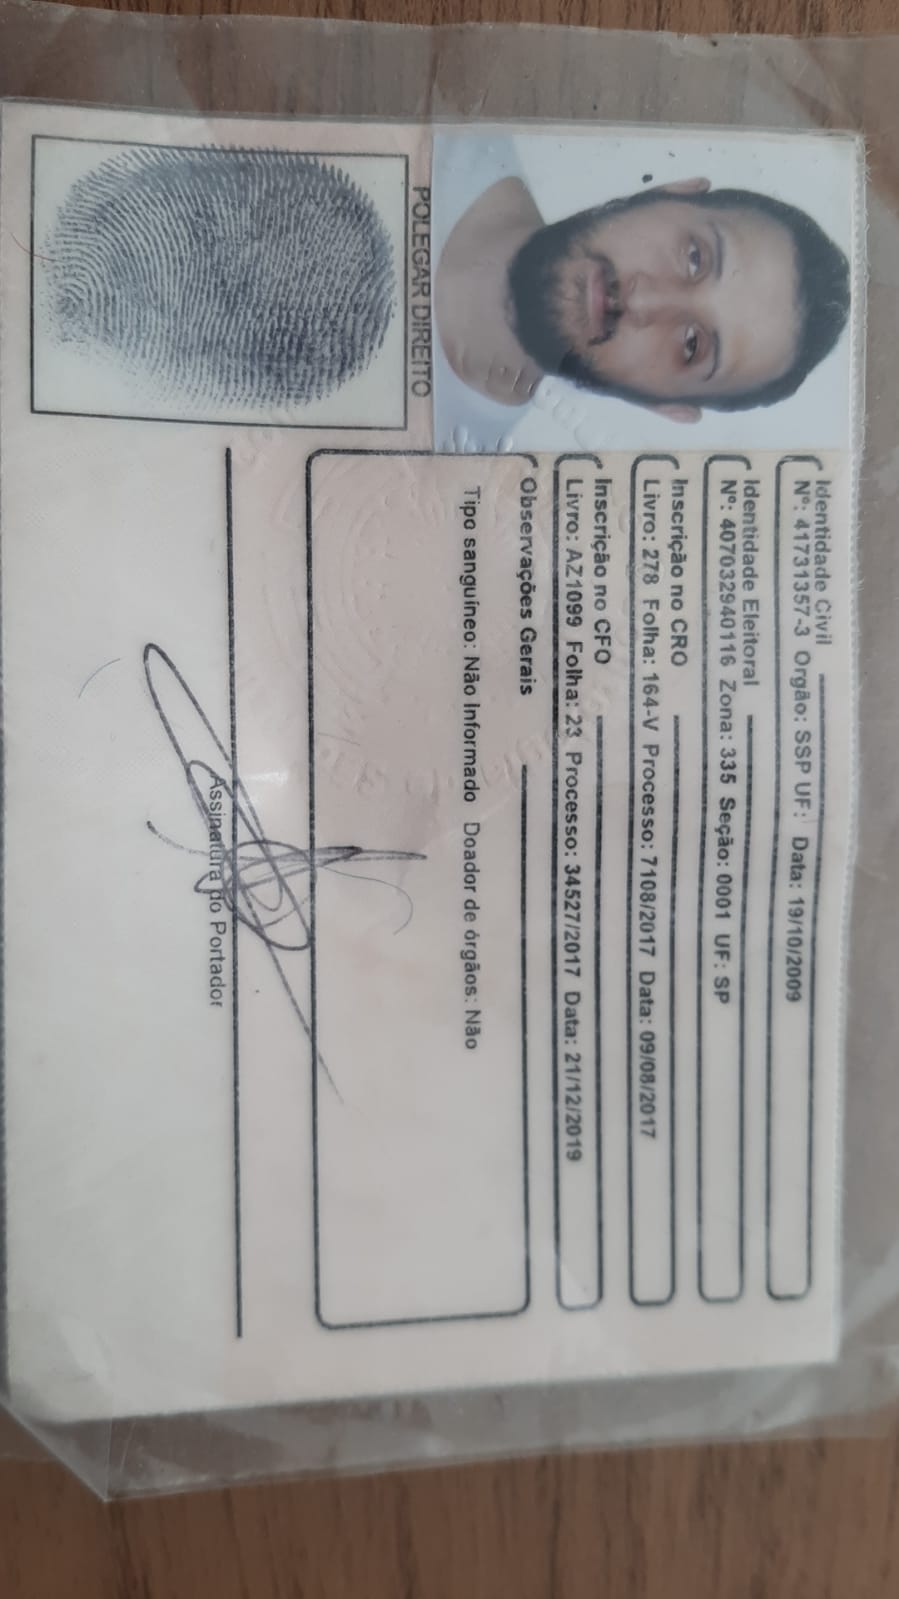 Identidade Civil
Nº: 41731357-3 Orgão: SSP UF: Data: 19/10/2009
Identidade Eleitoral
Nº: 407032940116 Zona: 335 Seção: 0001 UF: SP
Inscrição no CRO
Livro: 278 Folha: 164-V Processo: 7108/2017 Data: 09/08/2017
Inscrição no CFO
Livro: AZ1099 Folha: 23 Processo: 34527/2017 Data: 21/12/2019
Observações Gerais
Tipo sanguíneo: Não Informado Doador de órgãos: Não
POLEGAR DIREITO
Assinatura do Portador